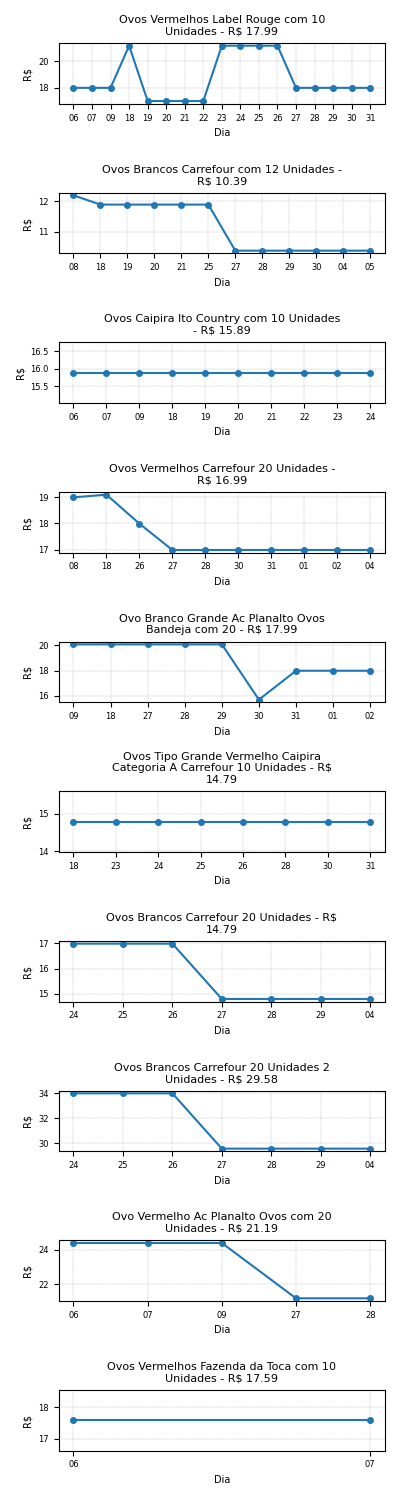 Ovos Vermelhos Label Rouge com 10
Unidades - R$ 17.99
20
18
R$
06 07 09 18 19 20 21 22 23 24 25 26 27 28 29 30 31
Dia
Ovos Brancos Carrefour com 12 Unidades -
R$ 10.39
12
11
R$
08 18 19 20 21 25 27 28 29 30 04 05
Dia
Ovos Caipira Ito Country com 10 Unidades
- R$ 15.89
16.5
16.0
15.5
R$
06 07 09 18 19 20 21 22 23 24
Dia
Ovos Vermelhos Carrefour 20 Unidades -
R$ 16.99
19
18
17
R$
08 18 26 27 28 30 31 01 02 04
Dia
Ovo Branco Grande Ac Planalto Ovos
Bandeja com 20 - R$ 17.99
20
18
16
R$
09 18 27 28 29 30 31 01 02
Dia
Ovos Tipo Grande Vermelho Caipira
Categoria A Carrefour 10 Unidades - R$
14.79
15
14
R$
18 23 24 25 26 28 30 31
Dia
Ovos Brancos Carrefour 20 Unidades - R$
14.79
17
16
15
R$
24 25 26 27 28 29 04
Dia
Ovos Brancos Carrefour 20 Unidades 2
Unidades - R$ 29.58
34
32
30
R$
24 25 26 27 28 29 04
Dia
Ovo Vermelho Ac Planalto Ovos com 20
Unidades - R$ 21.19
24
22
R$
06 07 09 27 28
Dia
Ovos Vermelhos Fazenda da Toca com 10
Unidades - R$ 17.59
18
17
R$
06 07
Dia